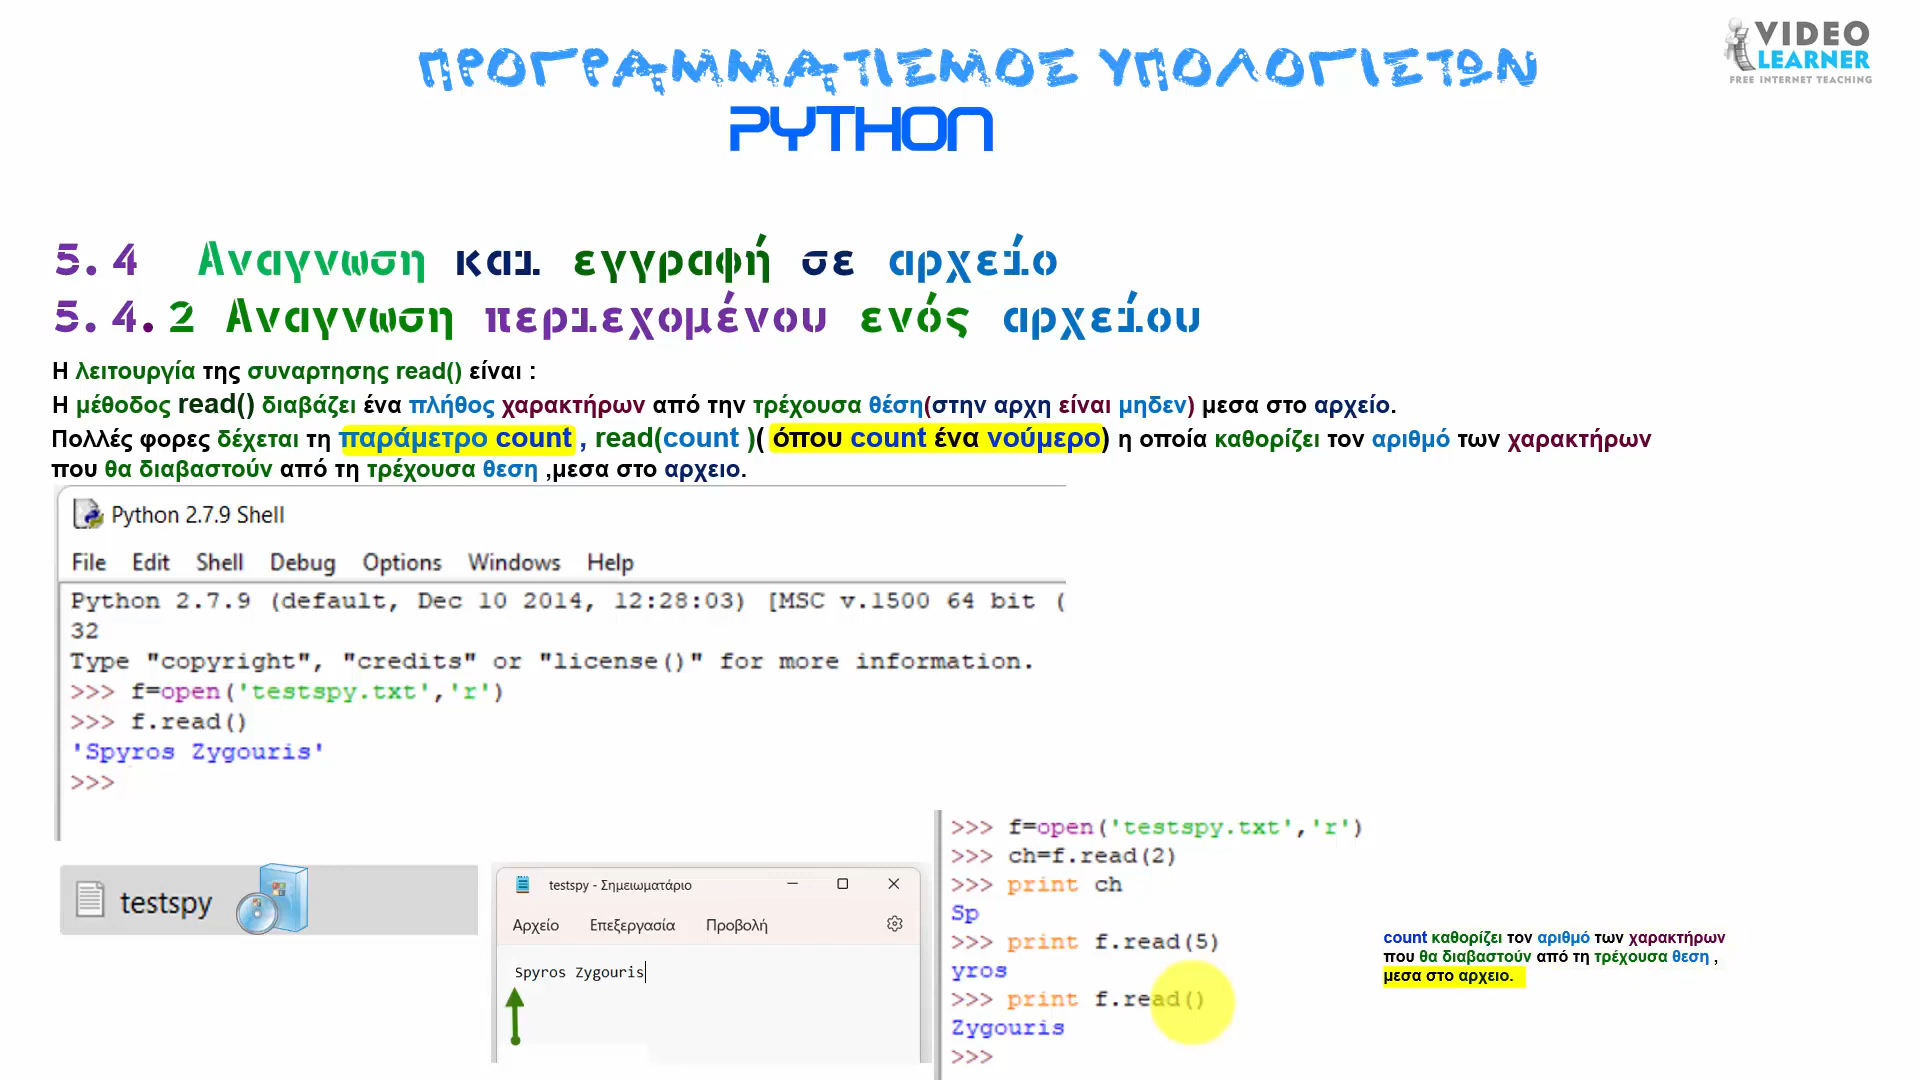 ΠΡΟΓΡΑΜΜΑΤΙΣΜΟΣ ΥΠΟΛΟΓΙΣΤΩΝ
PYTHON
VIDEO
LEARNER
FREE INTERNET TEACHING
5.4 Αναγνωση και εγγραφή σε αρχείο
5.4.2 Αναγνωση περιεχομένου ενός αρχείου
Η λειτουργία της συναρτησης read() είναι :
Η μέθοδος read() διαβάζει ένα πλήθος χαρακτήρων από την τρέχουσα θέση(στην αρχη είναι μηδεν) μεσα στο αρχείο.
Πολλές φορες δέχεται τη παράμετρο count , read(count )( όπου count ένα νούμερο) η οποία καθορίζει τον αριθμό των χαρακτήρων
που θα διαβαστούν από τη τρέχουσα θεση ,μεσα στο αρχειο.
Python 2.7.9 Shell
File Edit Shell Debug Options Windows Help
Python 2.7.9 (default, Dec 10 2014, 12:28:03) [MSC v.1500 64 bit (
32
Type "copyright", "credits" or "license()" for more information.
>>> f=open('testspy.txt','r')
>>> f.read()
'Spyros Zygouris'
>>>
testspy
testspy - Σημειωματάριο
Αρχείο Επεξεργασία Προβολή
Spyros Zygouris
>>> f=open('testspy.txt','r')
>>> ch=f.read(2)
>>> print ch
Sp
>>> print f.read(5)
yros
>>> print f.read()
Zygouris
>>>
count καθορίζει τον αριθμό των χαρακτήρων
που θα διαβαστούν από τη τρέχουσα θεση ,
μεσα στο αρχειο.